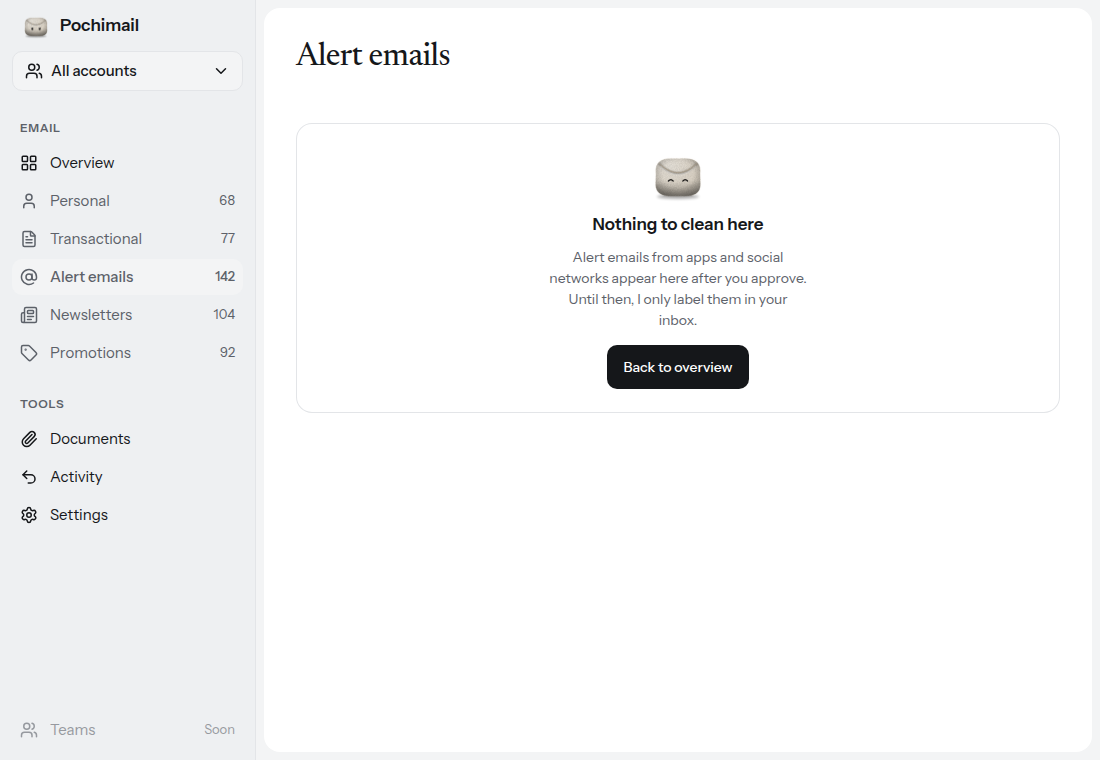 Pochimail
All accounts
EMAIL
Overview
Personal 68
Transactional 77
Alert emails 142
Newsletters 104
Promotions 92
TOOLS
Documents
Activity
Settings
Teams Soon
Alert emails
Nothing to clean here
Alert emails from apps and social
networks appear here after you approve.
Until then, I only label them in your
inbox.
Back to overview